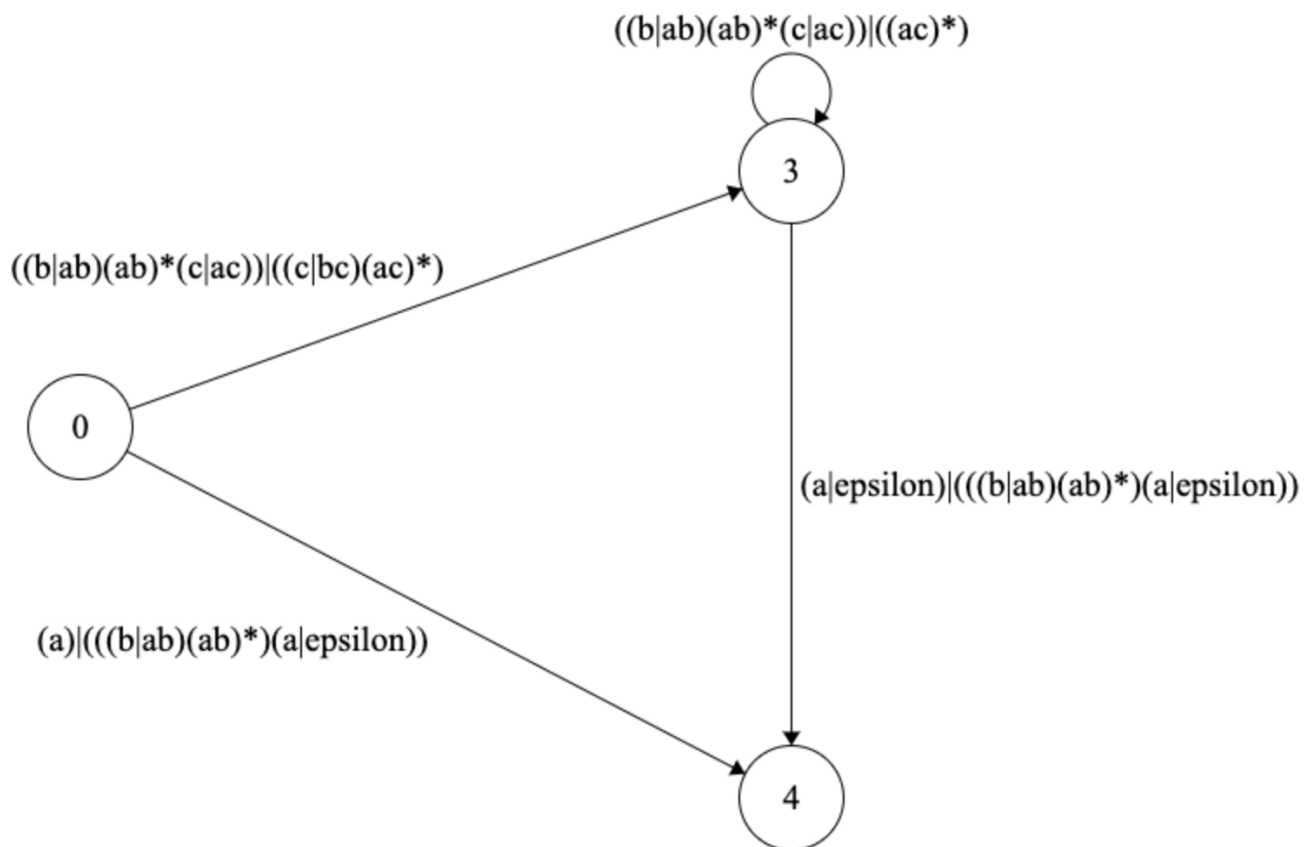 ((b|ab)(ab)*(c|ac))|((ac)*)
3
((b|ab)(ab)*(c|ac))|((c|bc)(ac)*)
0
(a|epsilon)|(((b|ab)(ab)*)(a|epsilon))
(a)|(((b|ab)(ab)*)(a|epsilon))
4